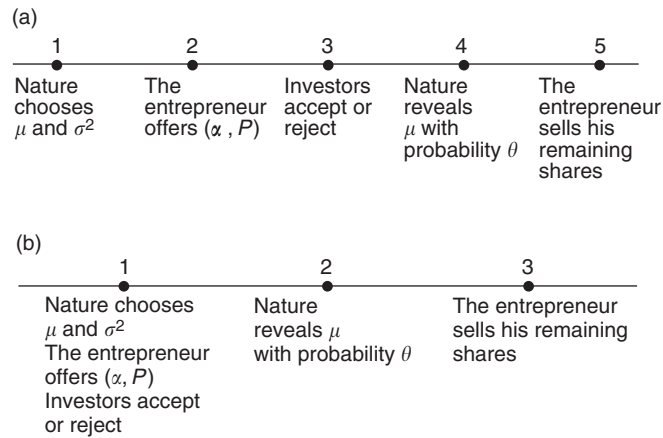 (a)
1 2 3 4 5
Nature
chooses
μ and σ²
The
entrepreneur
offers (α , P)
Investors
accept or
reject
Nature
reveals
μ with
probability θ
The
entrepreneur
sells his
remaining
shares
(b)
1 2 3
Nature chooses
μ and σ²
The entrepreneur
offers (α, P)
Investors accept
or reject
Nature
reveals μ
with probability θ
The entrepreneur
sells his remaining
shares